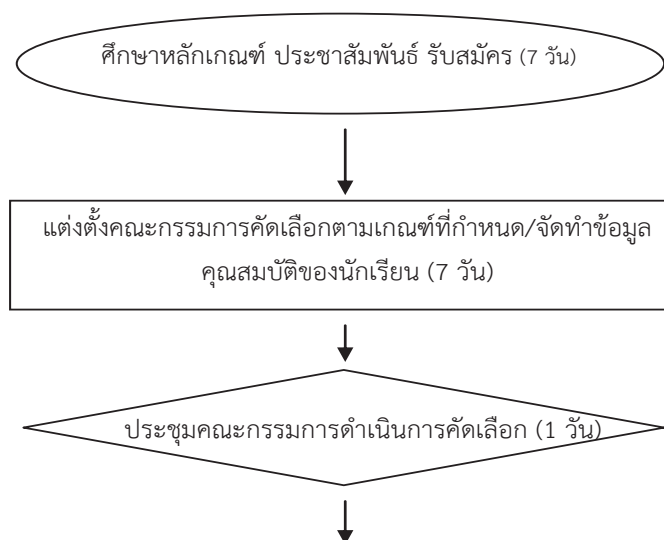 ศึกษาหลักเกณฑ์ ประชาสัมพันธ์ รับสมัคร (7 วัน)
แต่งตั้งคณะกรรมการคัดเลือกตามเกณฑ์ที่กำหนด/จัดทำข้อมูล
คุณสมบัติของนักเรียน (7 วัน)
ประชุมคณะกรรมการดำเนินการคัดเลือก (1 วัน)